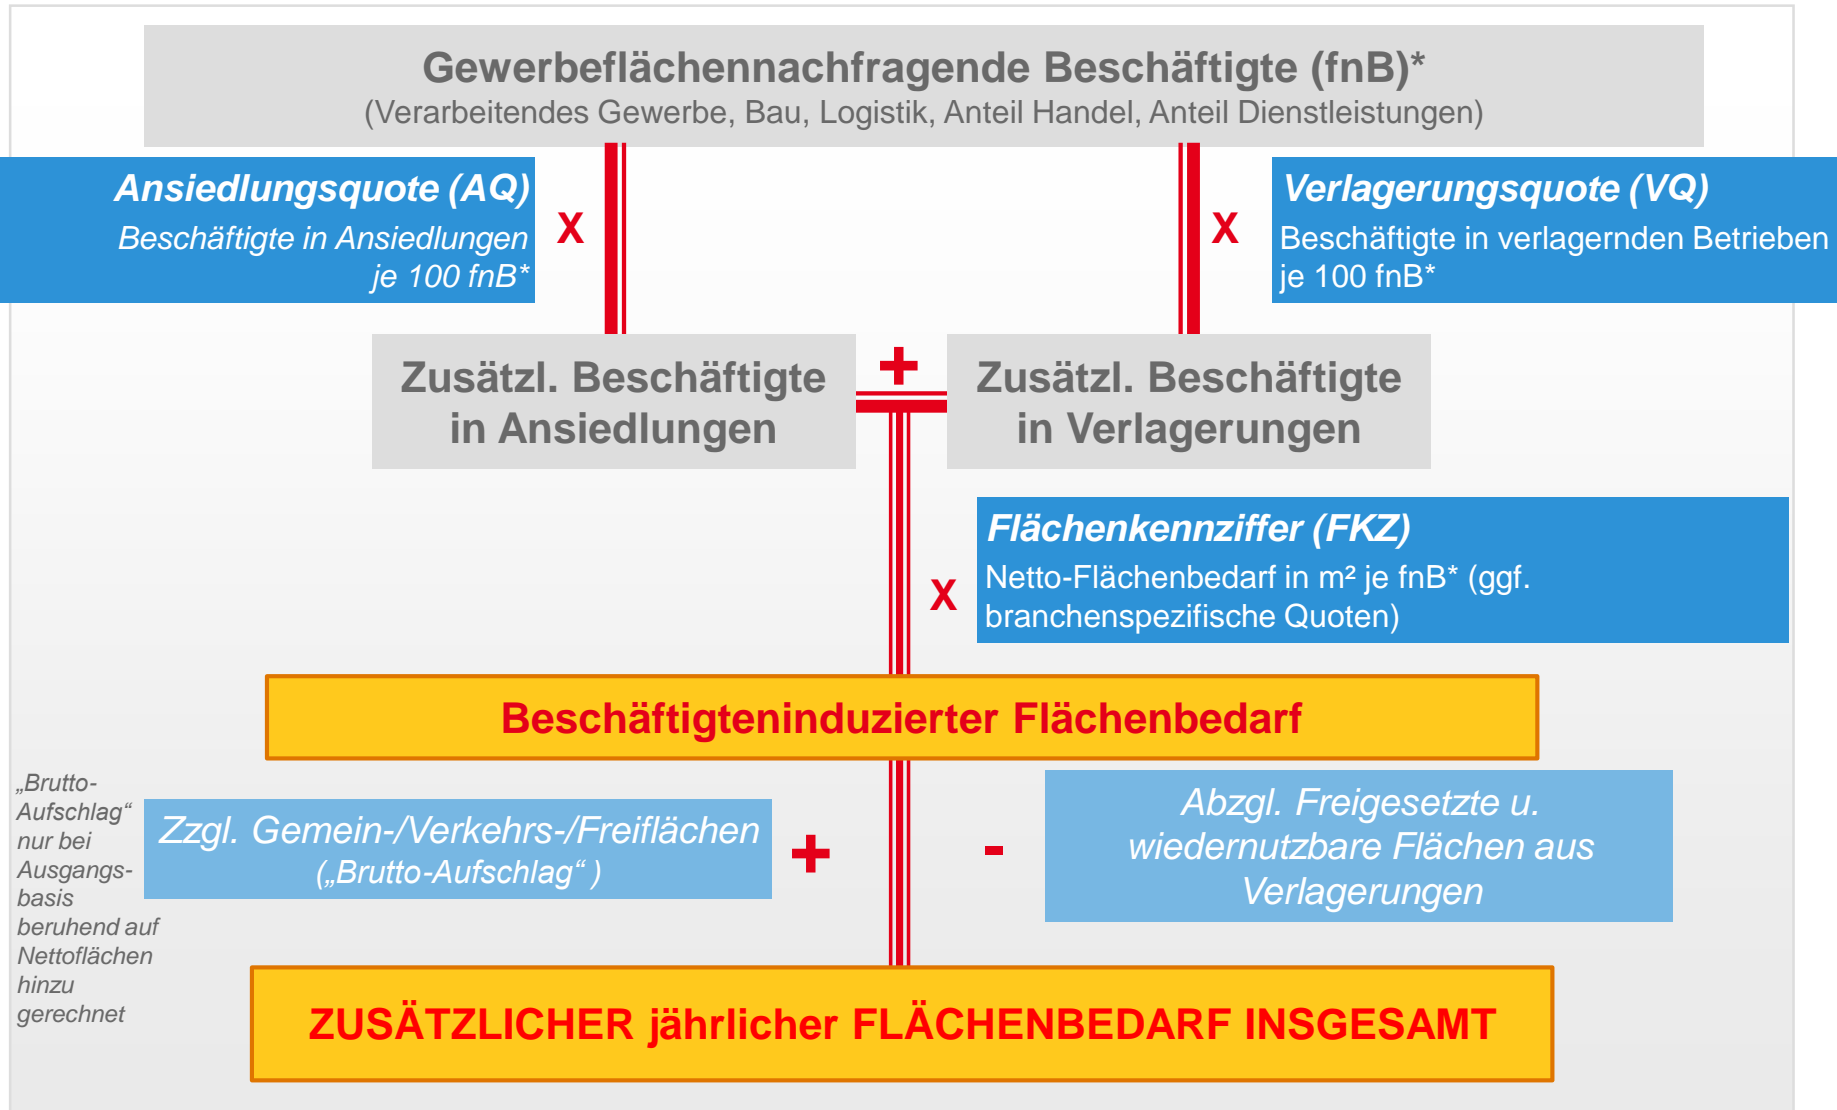 Gewerbeflächennachfragende Beschäftigte (fnB)*
(Verarbeitendes Gewerbe, Bau, Logistik, Anteil Handel, Anteil Dienstleistungen)
Ansiedlungsquote (AQ)
Beschäftigte in Ansiedlungen
je 100 fnB*
X
X
Verlagerungsquote (VQ)
Beschäftigte in verlagernden Betrieben
je 100 fnB*
Zusätzl. Beschäftigte
in Ansiedlungen
+
Zusätzl. Beschäftigte
in Verlagerungen
X
Flächenkennziffer (FKZ)
Netto-Flächenbedarf in m² je fnB* (ggf.
branchenspezifische Quoten)
Beschäftigteninduzierter Flächenbedarf
„Brutto-
Aufschlag“
nur bei
Ausgangs-
basis
beruhend auf
Nettoflächen
hinzu
gerechnet
Zzgl. Gemein-/Verkehrs-/Freiflächen
(„Brutto-Aufschlag“ )
+
-
Abzgl. Freigesetzte u.
wiedernutzbare Flächen aus
Verlagerungen
ZUSÄTZLICHER jährlicher FLÄCHENBEDARF INSGESAMT